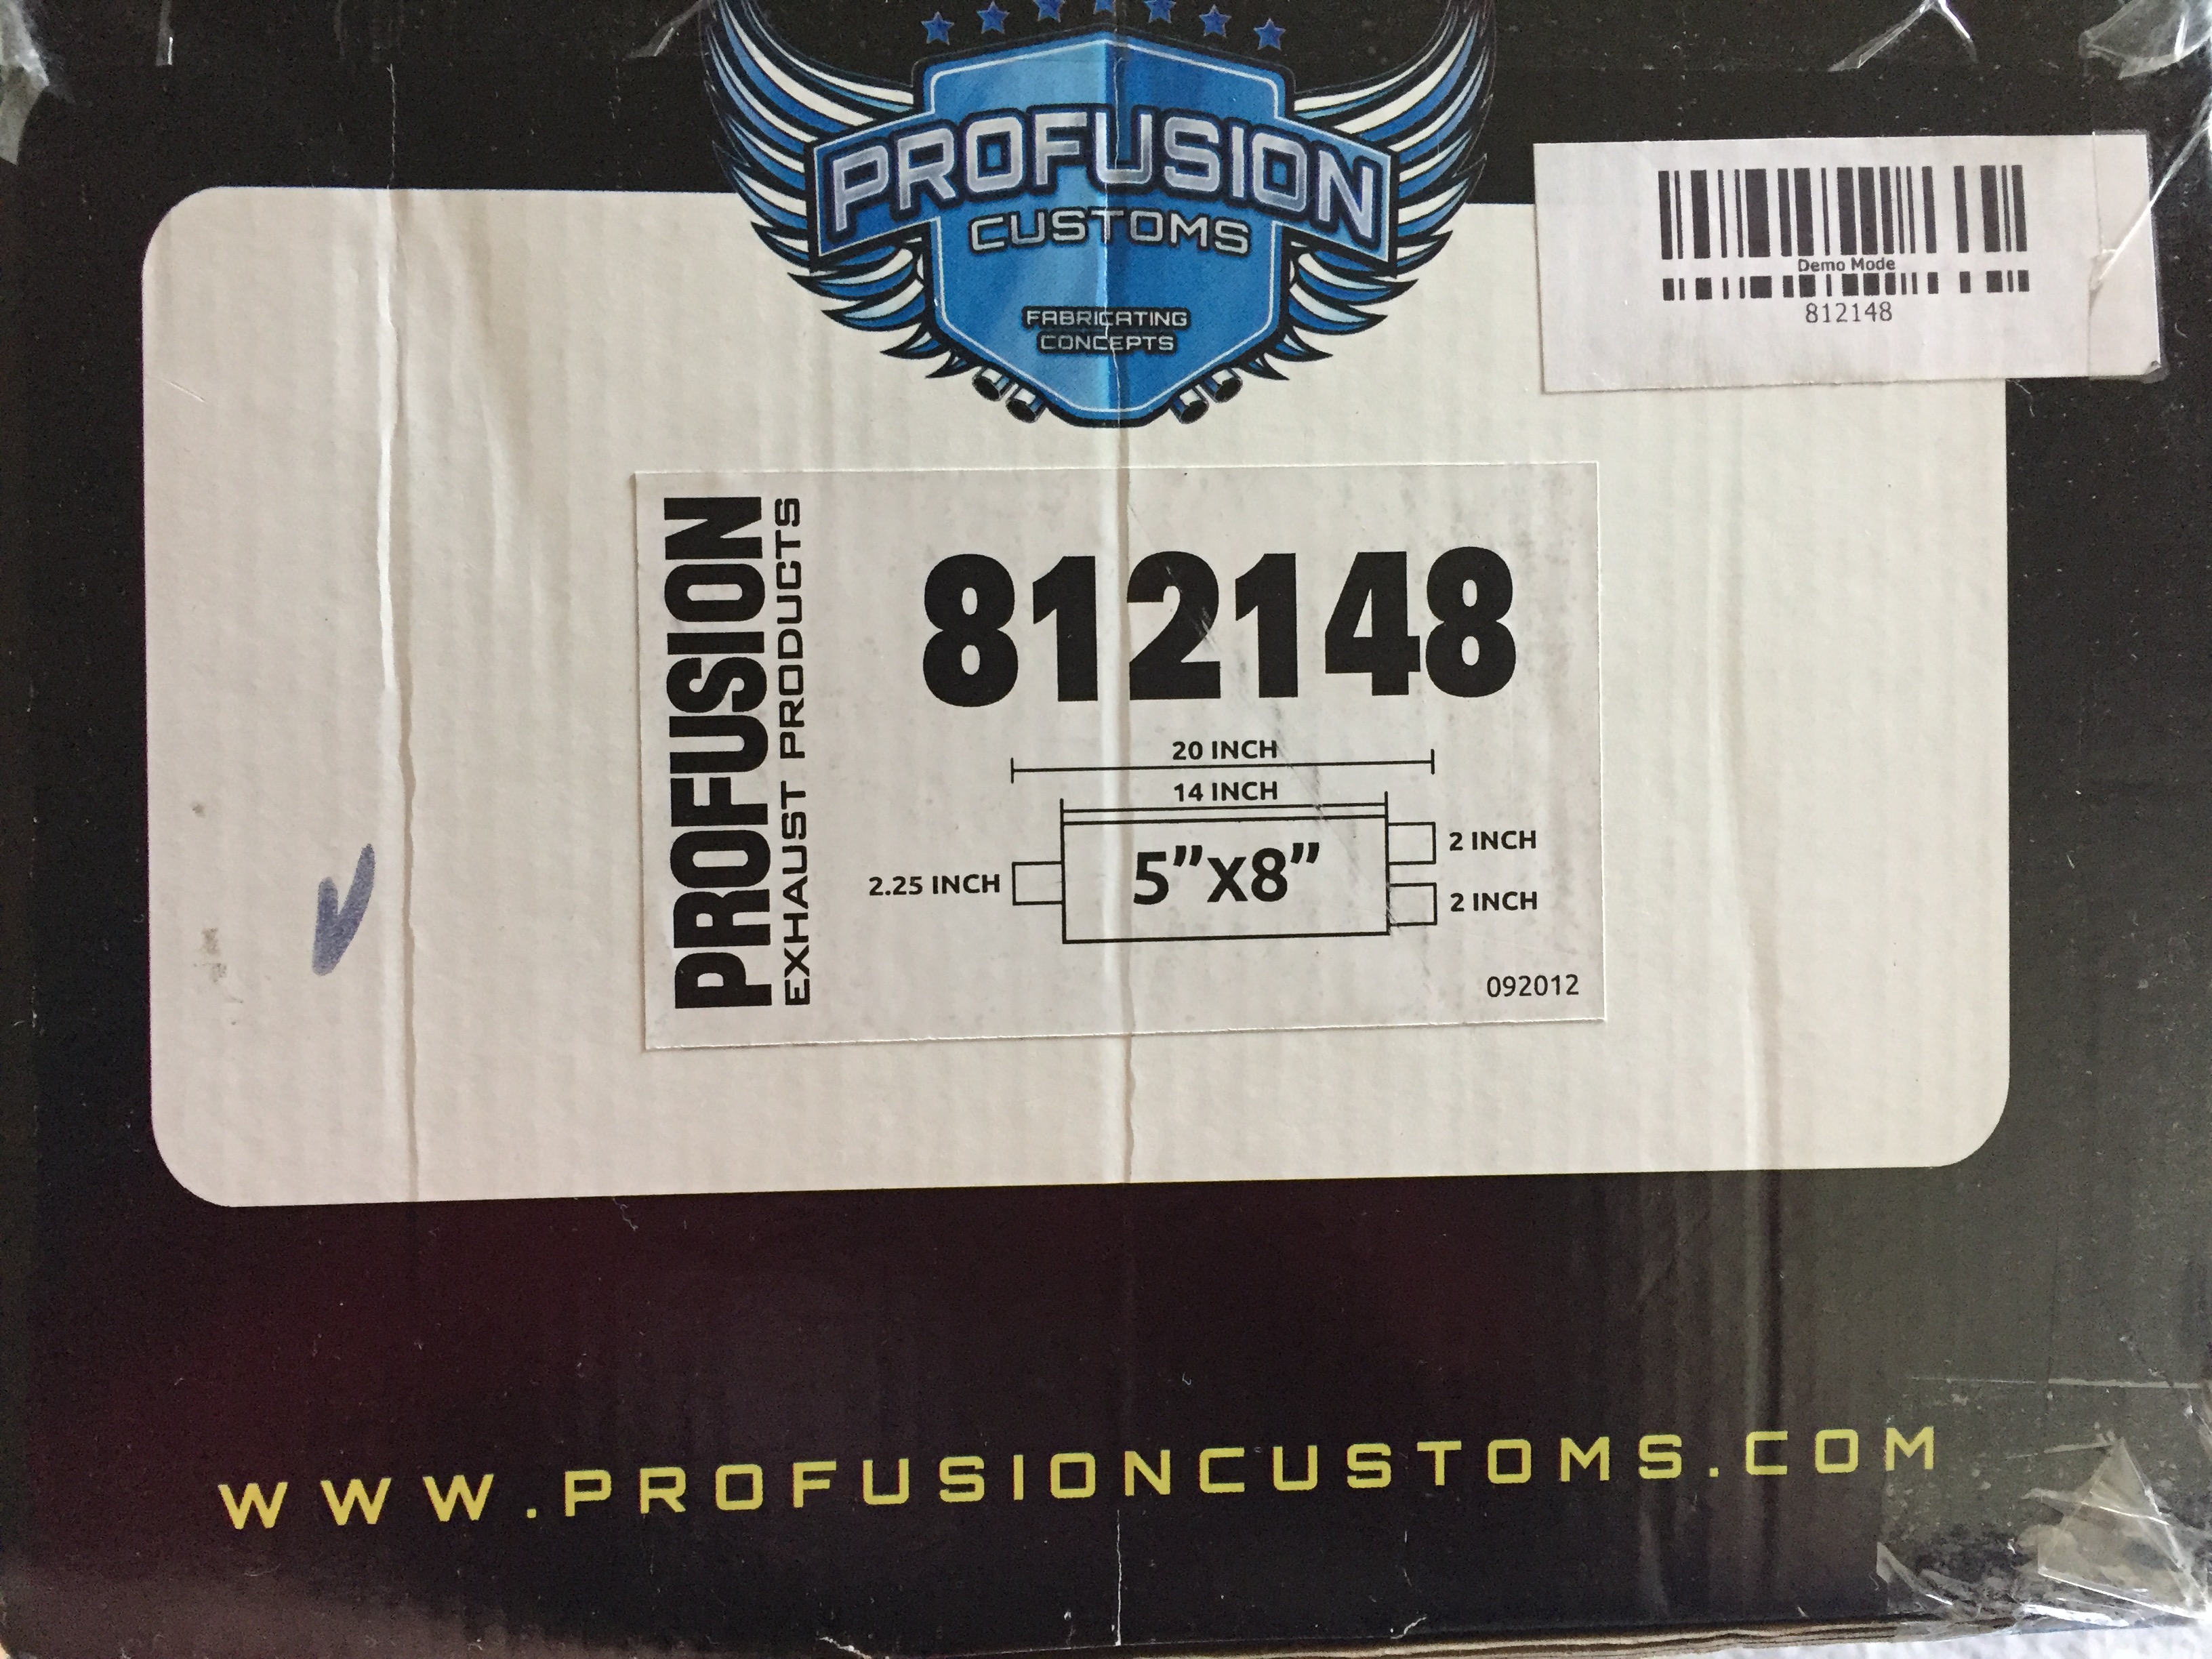 PROFUSION
CUSTOMS
FABRICATING
CONCEPTS
Demo Mode
812148
PROFUSION
EXHAUST PRODUCTS
812148
20 INCH
14 INCH
5”X8”
2.25 INCH
2 INCH
2 INCH
092012
WWW.PROFUSIONCUSTOMS.COM